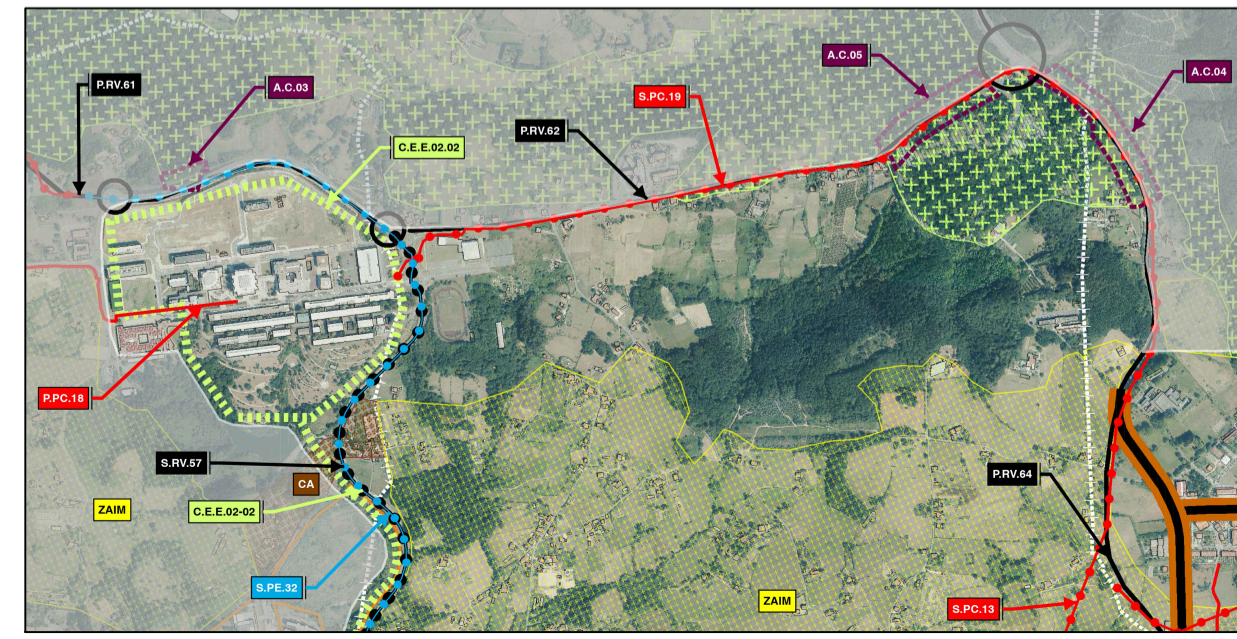 A.C.05
A.C.04
P.RV.61
A.C.03
S.PC.19
P.RV.62
C.E.E.02.02
P.PC.18
S.RV.57
P.RV.64
CA
ZAIM
C.E.E.02-02
S.PE.32
ZAIM
S.PC.13